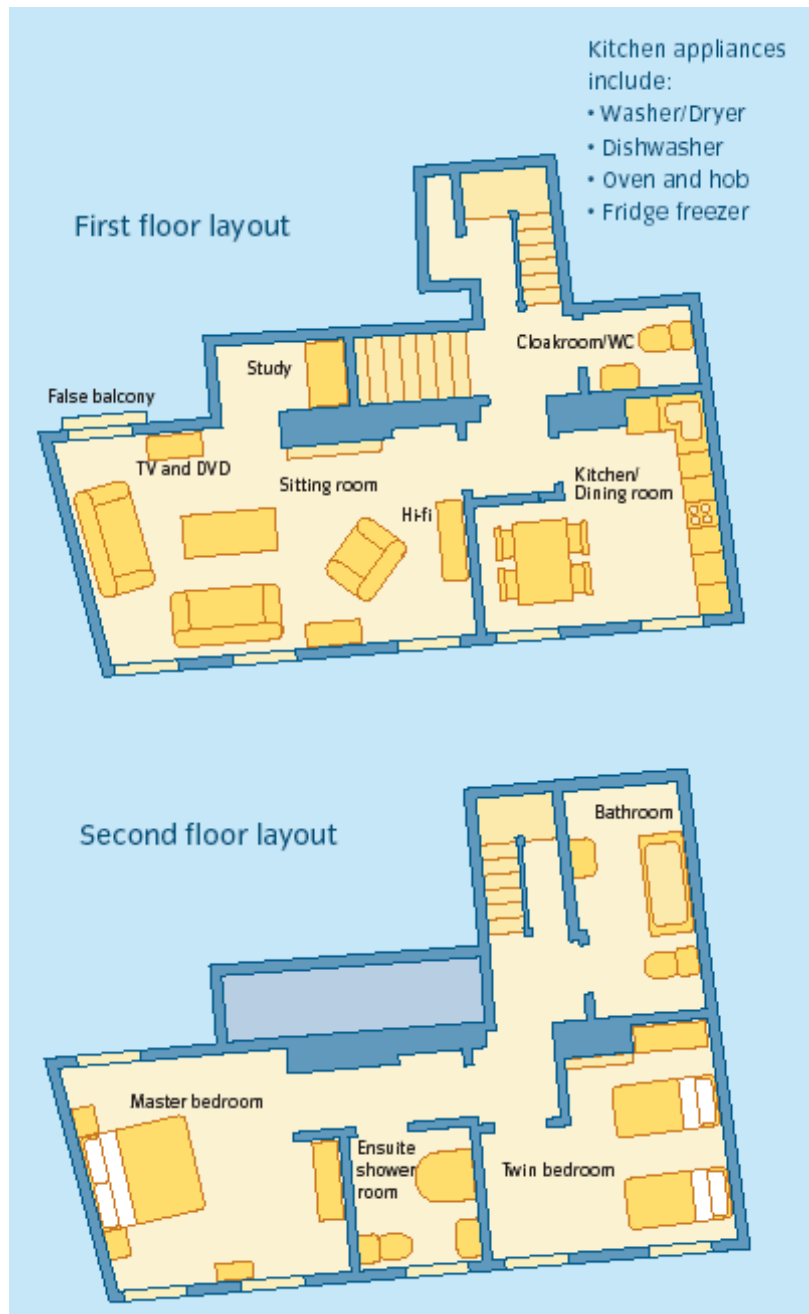 Kitchen appliances
include:
• Washer/Dryer
• Dishwasher
• Oven and hob
• Fridge freezer
First floor layout
Cloakroom/WC
Study
False balcony
TV and DVD
Sitting room
Kitchen/
Dining room
Hi-fi
Second floor layout
Bathroom
Master bedroom
Ensuite
shower
room
Twin bedroom